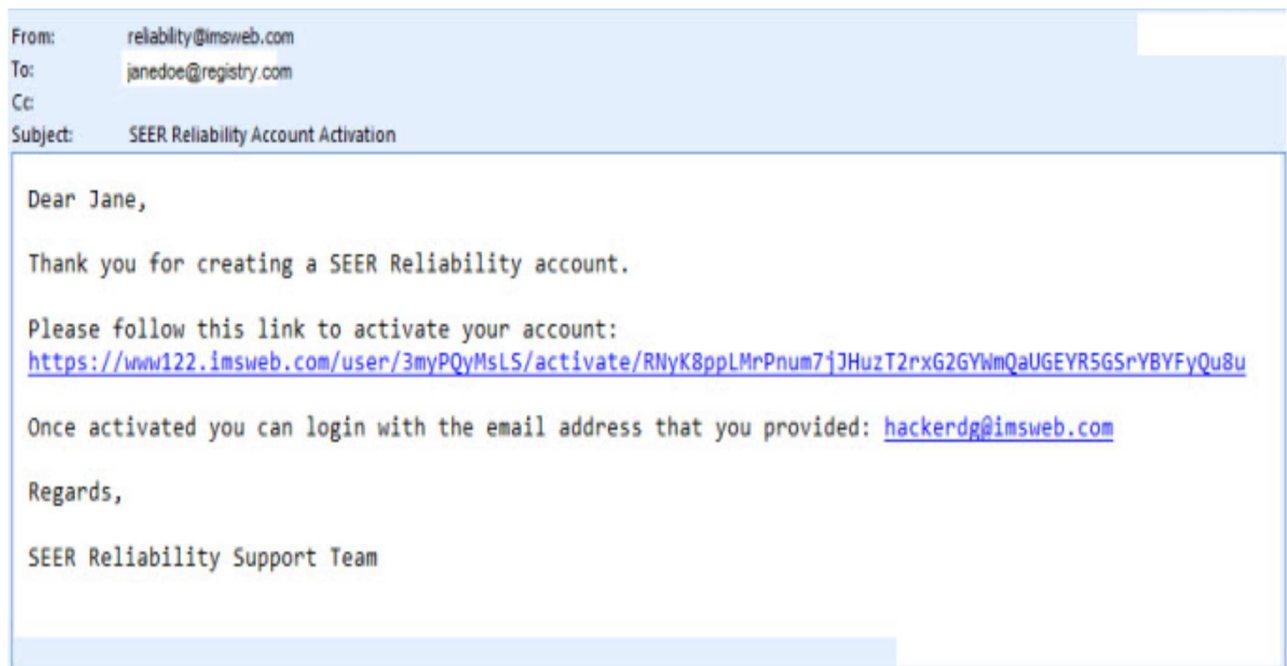 From: reliability@imsweb.com
To: janedoe@registry.com
Cc:
Subject: SEER Reliability Account Activation
Dear Jane,
Thank you for creating a SEER Reliability account.
Please follow this link to activate your account:
https://www122.imsweb.com/user/3myPQyMsLS/activate/RNyK8ppLMrPnum7jJHuzT2rxG2GYWmQaUGEYR5GSrYBYFyQu8u
Once activated you can login with the email address that you provided: hackerdg@imsweb.com
Regards,
SEER Reliability Support Team